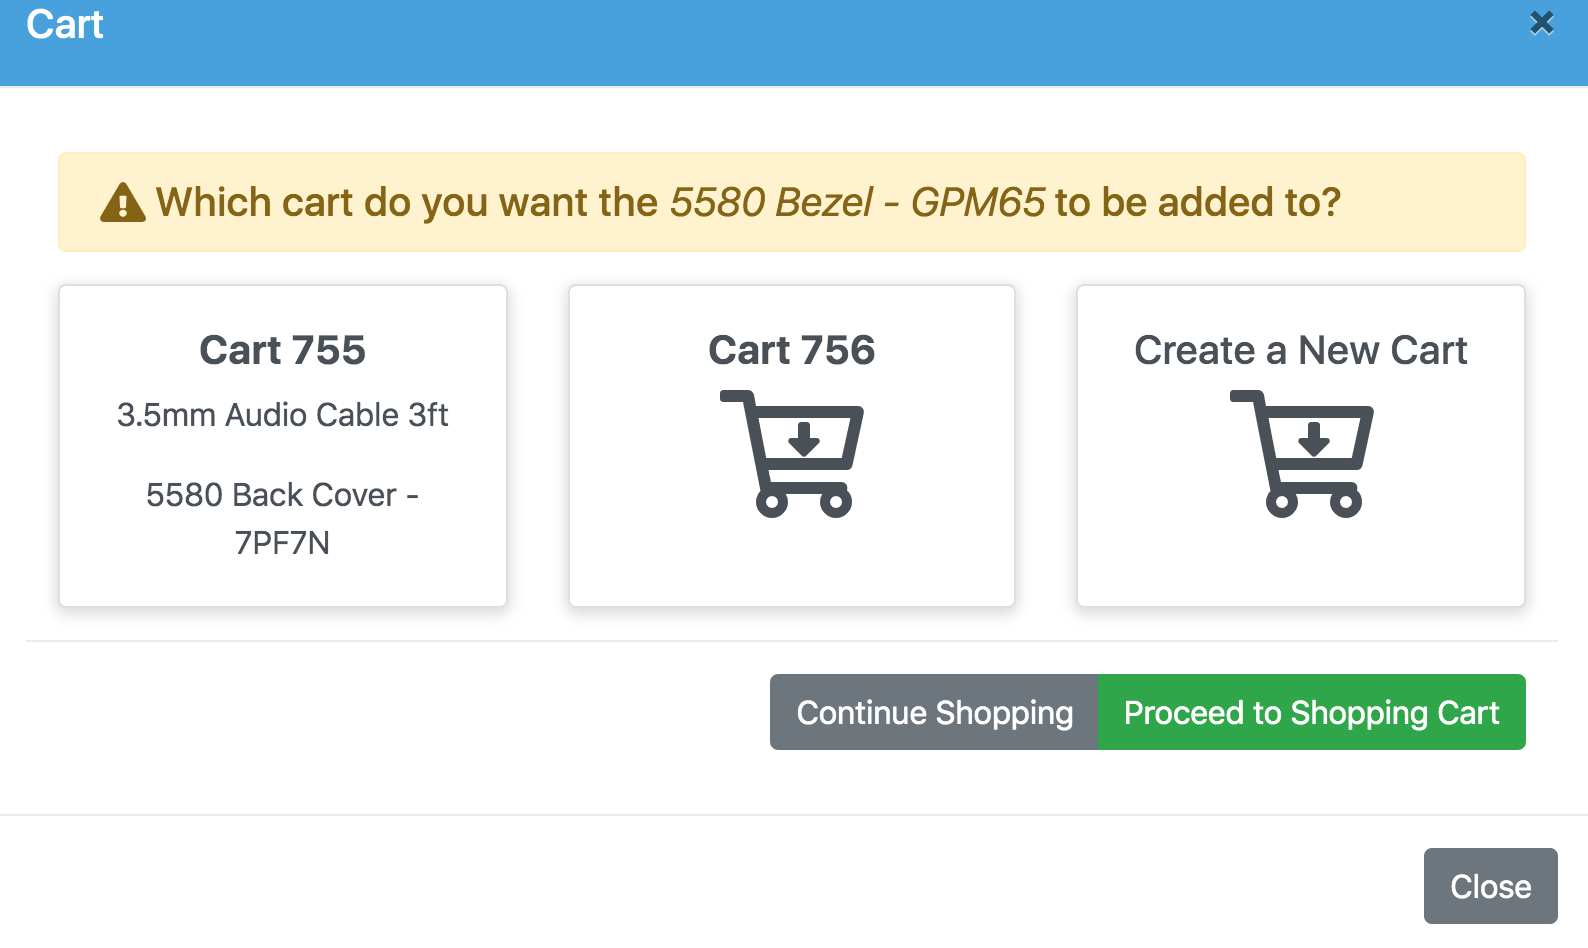 Cart
Which cart do you want the 5580 Bezel - GPM65 to be added to?
Cart 755
3.5mm Audio Cable 3ft
5580 Back Cover -
7PF7N
Cart 756
Create a New Cart
Continue Shopping
Proceed to Shopping Cart
Close